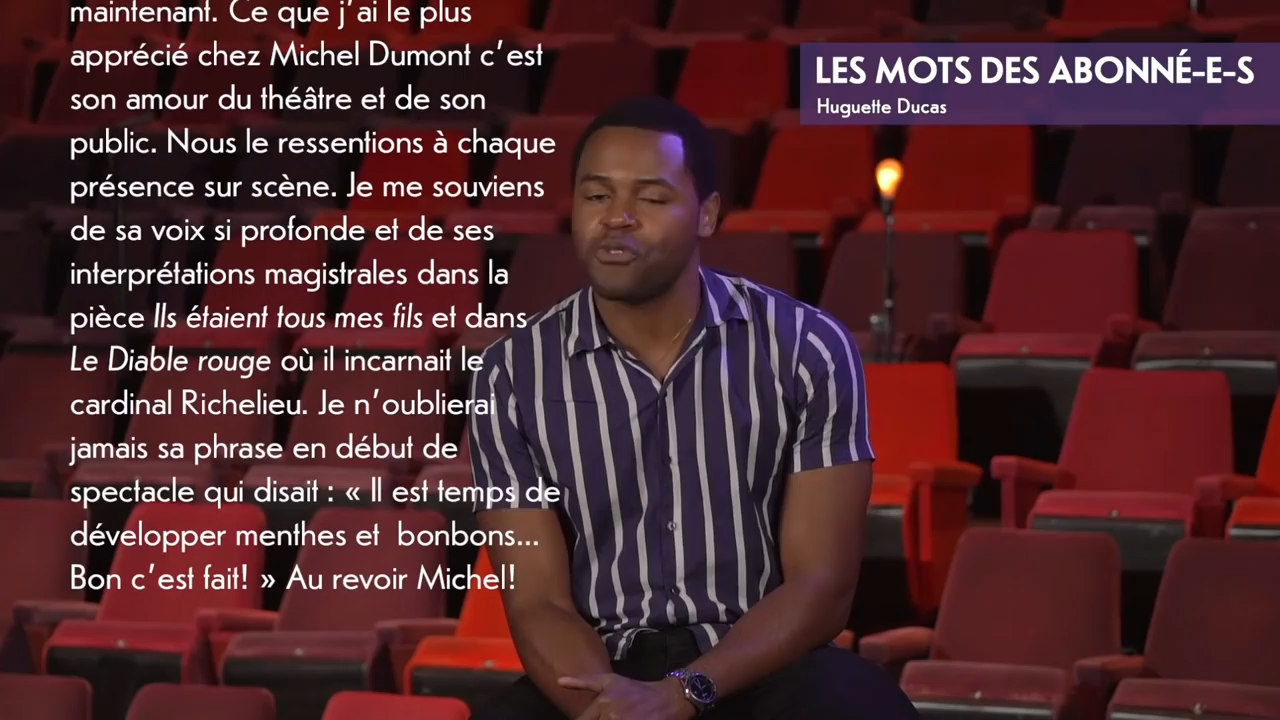 maintenant. Ce que j'ai le plus
apprécié chez Michel Dumont c'est
son amour du théâtre et de son
public. Nous le ressentions à chaque
présence sur scène. Je me souviens
de sa voix si profonde et de ses
interprétations magistrales dans la
pièce Ils étaient tous mes fils et dans
Le Diable rouge où il incarnait le
cardinal Richelieu. Je n'oublierai
jamais sa phrase en début de
spectacle qui disait : « Il est temps de
développer menthes et  bonbons...
Bon c'est fait! » Au revoir Michel!
LES MOTS DES ABONNÉ-E-S
Huguette Ducas